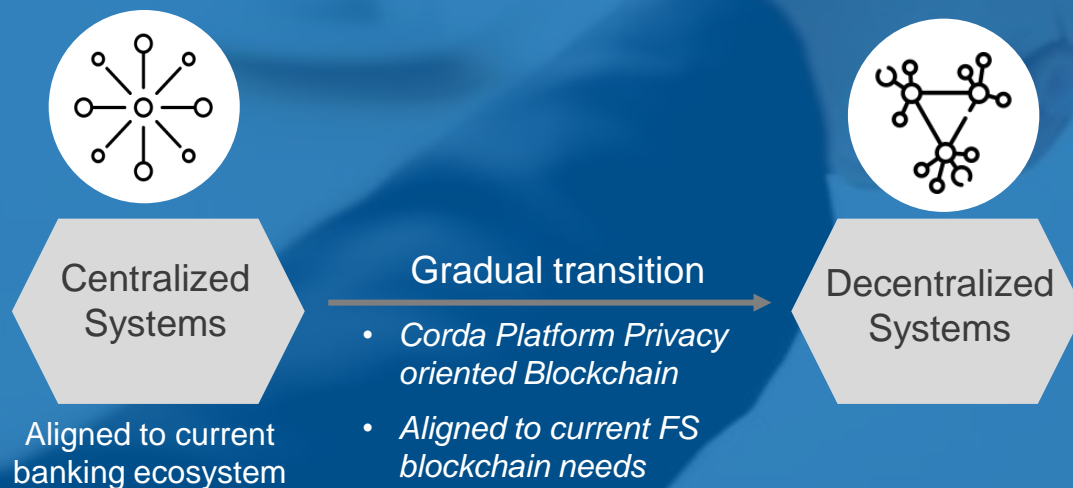 Centralized
Systems
Aligned to current
banking ecosystem
Gradual transition
• Corda Platform Privacy
oriented Blockchain
• Aligned to current FS
blockchain needs
Decentralized
Systems